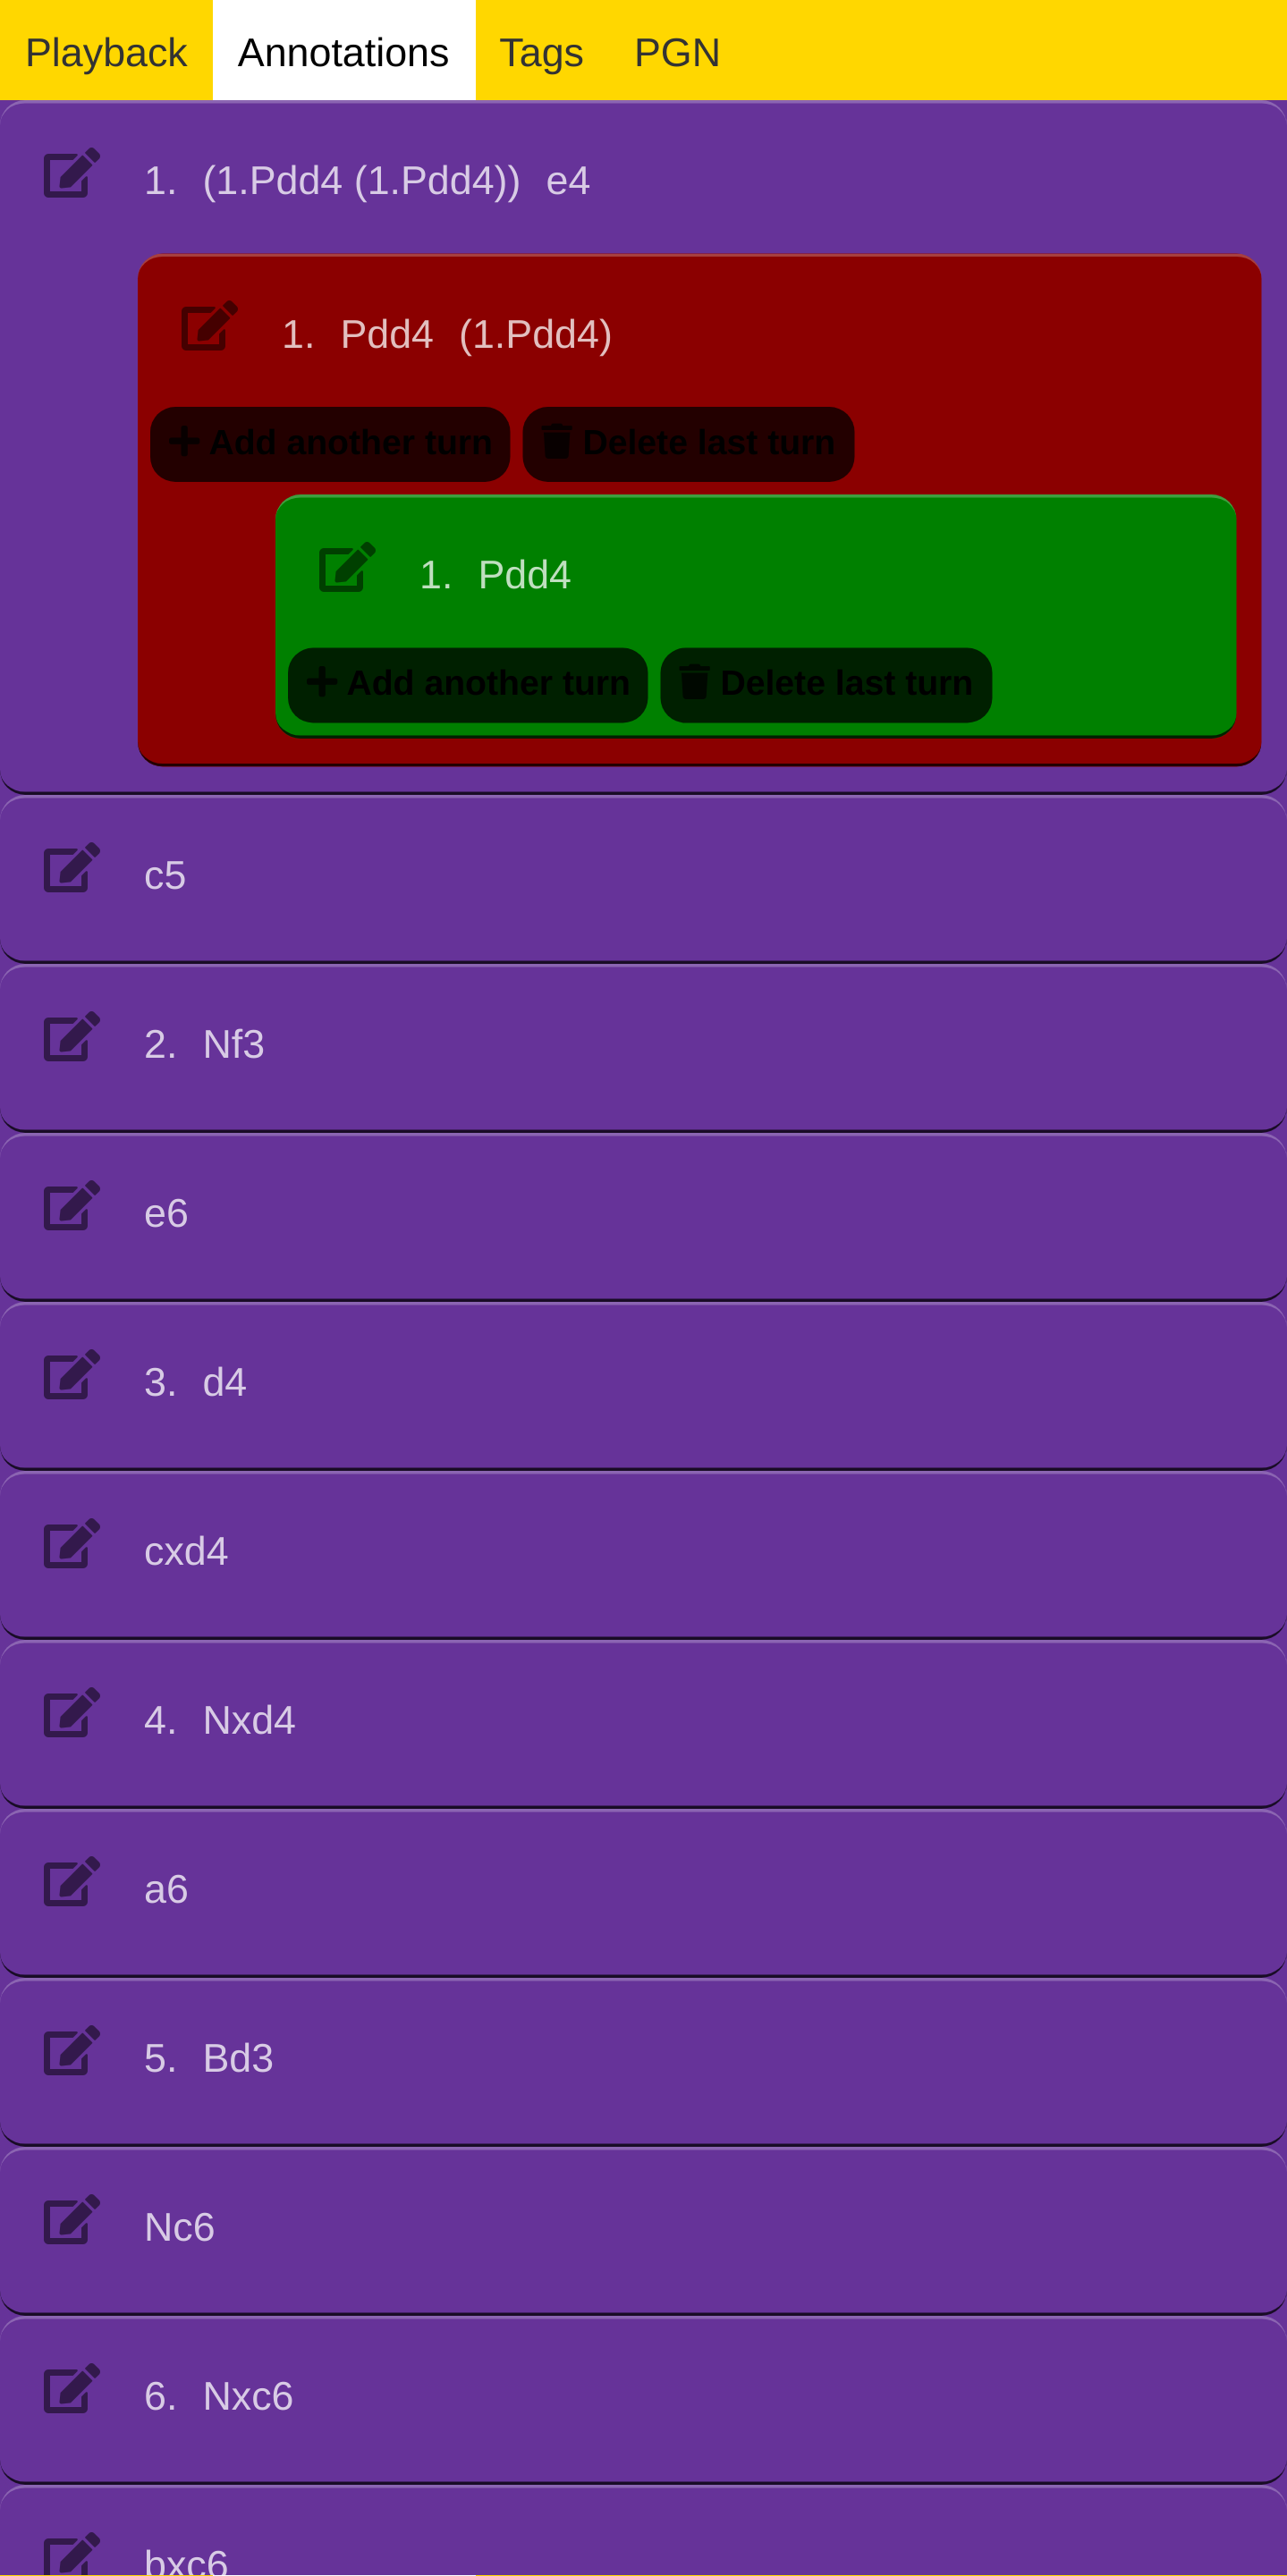 Playback Annotations Tags PGN
1. (1.Pdd4 (1.Pdd4)) e4
1. Pdd4 (1.Pdd4)
Add another turn Delete last turn
1. Pdd4
Add another turn Delete last turn
c5
2. Nf3
e6
3. d4
cxd4
4. Nxd4
a6
5. Bd3
Nc6
6. Nxc6
bxc6